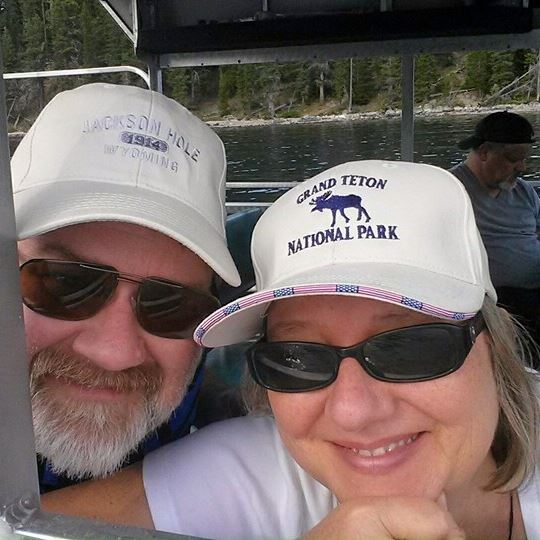 JACKSON HOLE
1914
WYOMING
GRAND TETON
NATIONAL PARK